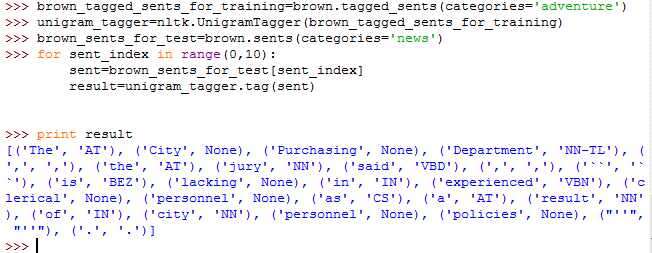 >>> brown_tagged_sents_for_training=brown.tagged_sents(categories='adventure')
>>> unigram_tagger=nltk.UnigramTagger(brown_tagged_sents_for_training)
>>> brown_sents_for_test=brown.sents(categories='news')
>>> for sent_index in range(0,10):
        sent=brown_sents_for_test[sent_index]
        result=unigram_tagger.tag(sent)
>>> print result
[('The', 'AT'), ('City', None), ('Purchasing', None), ('Department', 'NN-TL'), (
',', ','), ('the', 'AT'), ('jury', 'NN'), ('said', 'VBD'), (',', ','), ('``', '`
`'), ('is', 'BEZ'), ('lacking', None), ('in', 'IN'), ('experienced', 'VBN'), ('c
lerical', None), ('personnel', None), ('as', 'CS'), ('a', 'AT'), ('result', 'NN'
), ('of', 'IN'), ('city', 'NN'), ('personnel', None), ('policies', None), ("''",
 "''"), ('.', '.')]
>>>